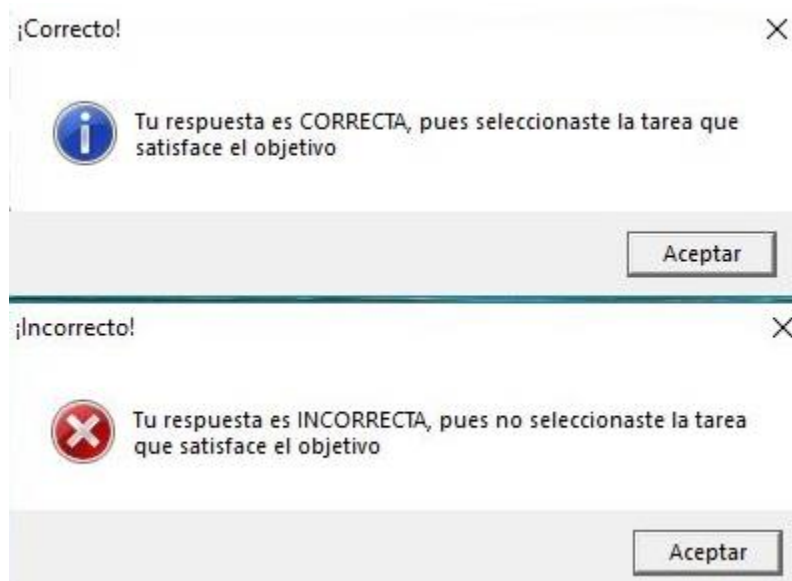 ¡Correcto!
Tu respuesta es CORRECTA, pues seleccionaste la tarea que
satisface el objetivo
Aceptar
¡Incorrecto!
Tu respuesta es INCORRECTA, pues no seleccionaste la tarea
que satisface el objetivo
Aceptar